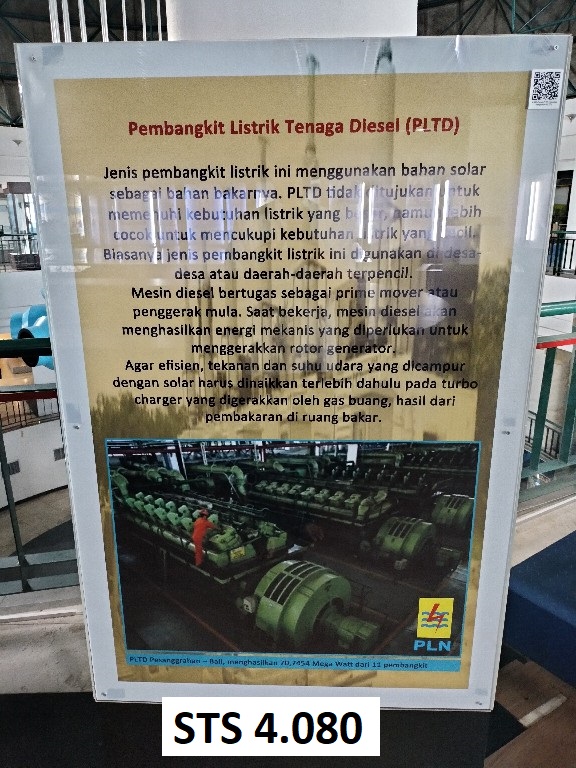 Pembangkit Listrik Tenaga Diesel (PLTD)
Jenis pembangkit listrik ini menggunakan bahan solar
sebagai bahan bakarnya. PLTD tidak ditujukan untuk
memenuhi kebutuhan listrik yang besar, namun lebih
cocok untuk mencukupi kebutuhan listrik yang kecil.
Biasanya jenis pembangkit listrik ini digunakan di desa-
desa atau daerah-daerah terpencil.
Mesin diesel bertugas sebagai prime mover atau
penggerak mula. Saat bekerja, mesin diesel akan
menghasilkan energi mekanis yang diperlukan untuk
menggerakkan rotor generator.
Agar efisien, tekanan dan suhu udara yang dicampur
dengan solar harus dinaikkan terlebih dahulu pada turbo
charger yang digerakkan oleh gas buang, hasil dari
pembakaran di ruang bakar.
PLN
PLTD Pesanggrahan – Bali, menghasilkan 70,7454 Mega Watt dari 11 pembangkit
STS 4.080